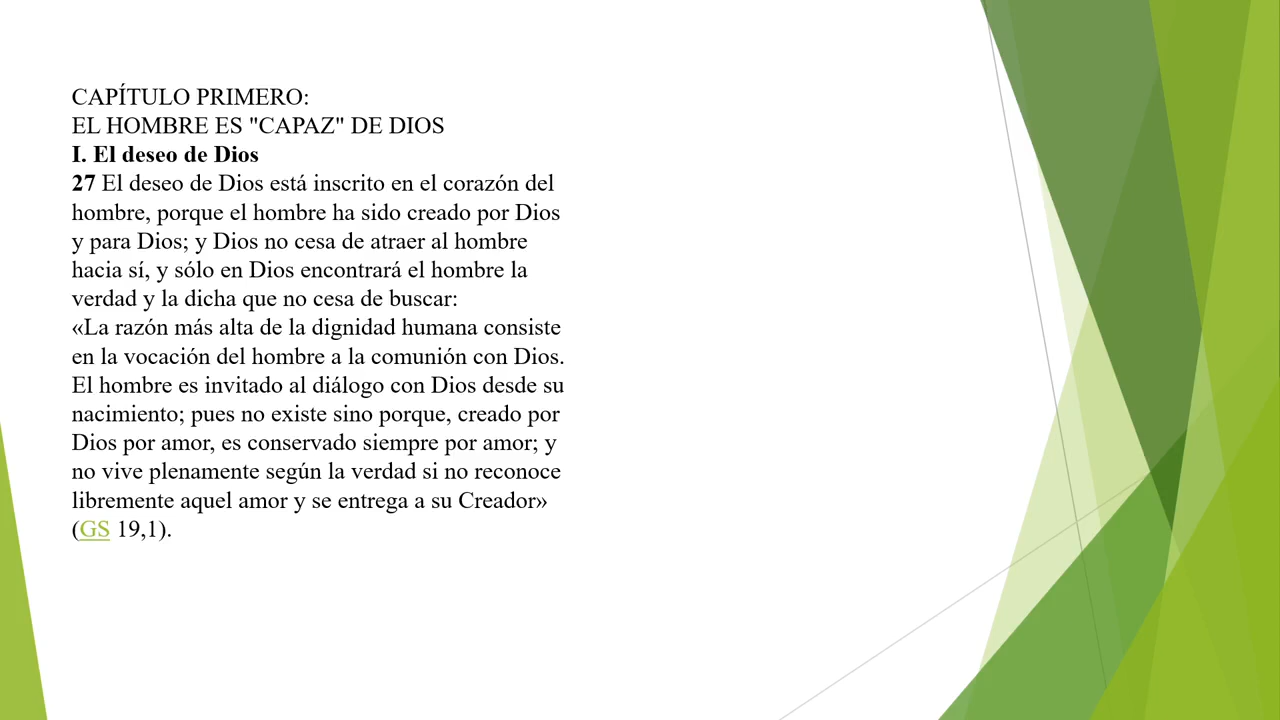 CAPÍTULO PRIMERO:
EL HOMBRE ES "CAPAZ" DE DIOS
I. El deseo de Dios
27 El deseo de Dios está inscrito en el corazón del
hombre, porque el hombre ha sido creado por Dios
y para Dios; y Dios no cesa de atraer al hombre
hacia sí, y sólo en Dios encontrará el hombre la
verdad y la dicha que no cesa de buscar:
«La razón más alta de la dignidad humana consiste
en la vocación del hombre a la comunión con Dios.
El hombre es invitado al diálogo con Dios desde su
nacimiento; pues no existe sino porque, creado por
Dios por amor, es conservado siempre por amor; y
no vive plenamente según la verdad si no reconoce
libremente aquel amor y se entrega a su Creador»
(GS 19,1).